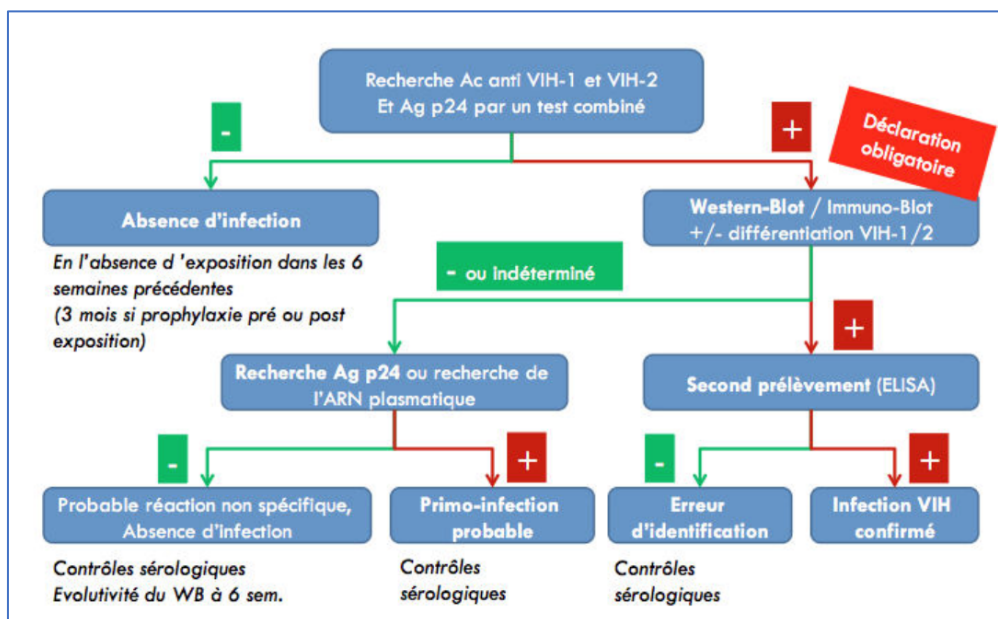 Recherche Ac anti VIH-1 et VIH-2
Et Ag p24 par un test combiné
-
+
Déclaration
obligatoire
Absence d'infection
Western-Blot / Immuno-Blot
+/- différentiation VIH-1/2
En l'absence d 'exposition dans les 6
semaines précédentes
(3 mois si prophylaxie pré ou post
exposition)
- ou indéterminé
+
Recherche Ag p24 ou recherche de
l'ARN plasmatique
Second prélèvement (ELISA)
-
+
-
+
Probable réaction non spécifique,
Absence d'infection
Primo-infection
probable
Erreur
d'identification
Infection VIH
confirmé
Contrôles sérologiques
Evolutivité du WB à 6 sem.
Contrôles
sérologiques
Contrôles
sérologiques